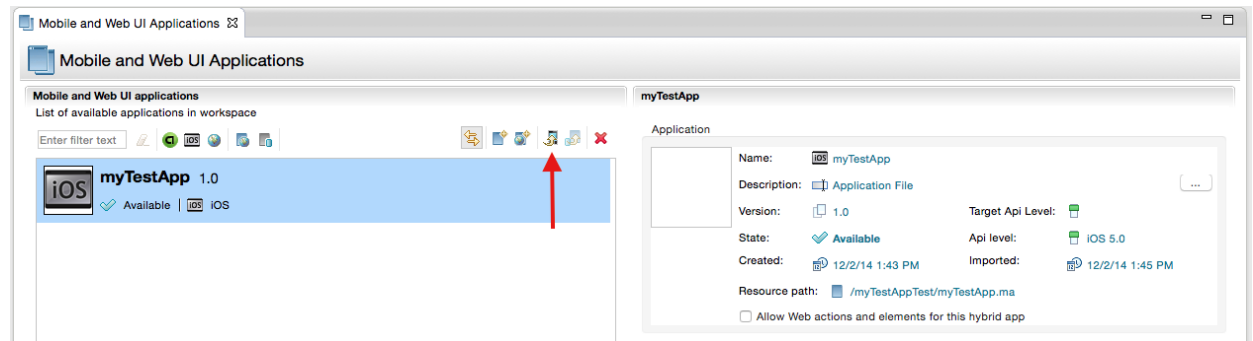 Mobile and Web UI Applications
Mobile and Web UI Applications
Mobile and Web UI applications
List of available applications in workspace
Enter filter text
iOS
iOS
myTestApp 1.0
Available | iOS iOS
myTestApp
Application
Name: iOS myTestApp
Description: Application File
...
Version: 1.0 Target Api Level:
State: Available Api level: iOS 5.0
Created: 12/2/14 1:43 PM Imported: 12/2/14 1:45 PM
Resource path: /myTestAppTest/myTestApp.ma
Allow Web actions and elements for this hybrid app